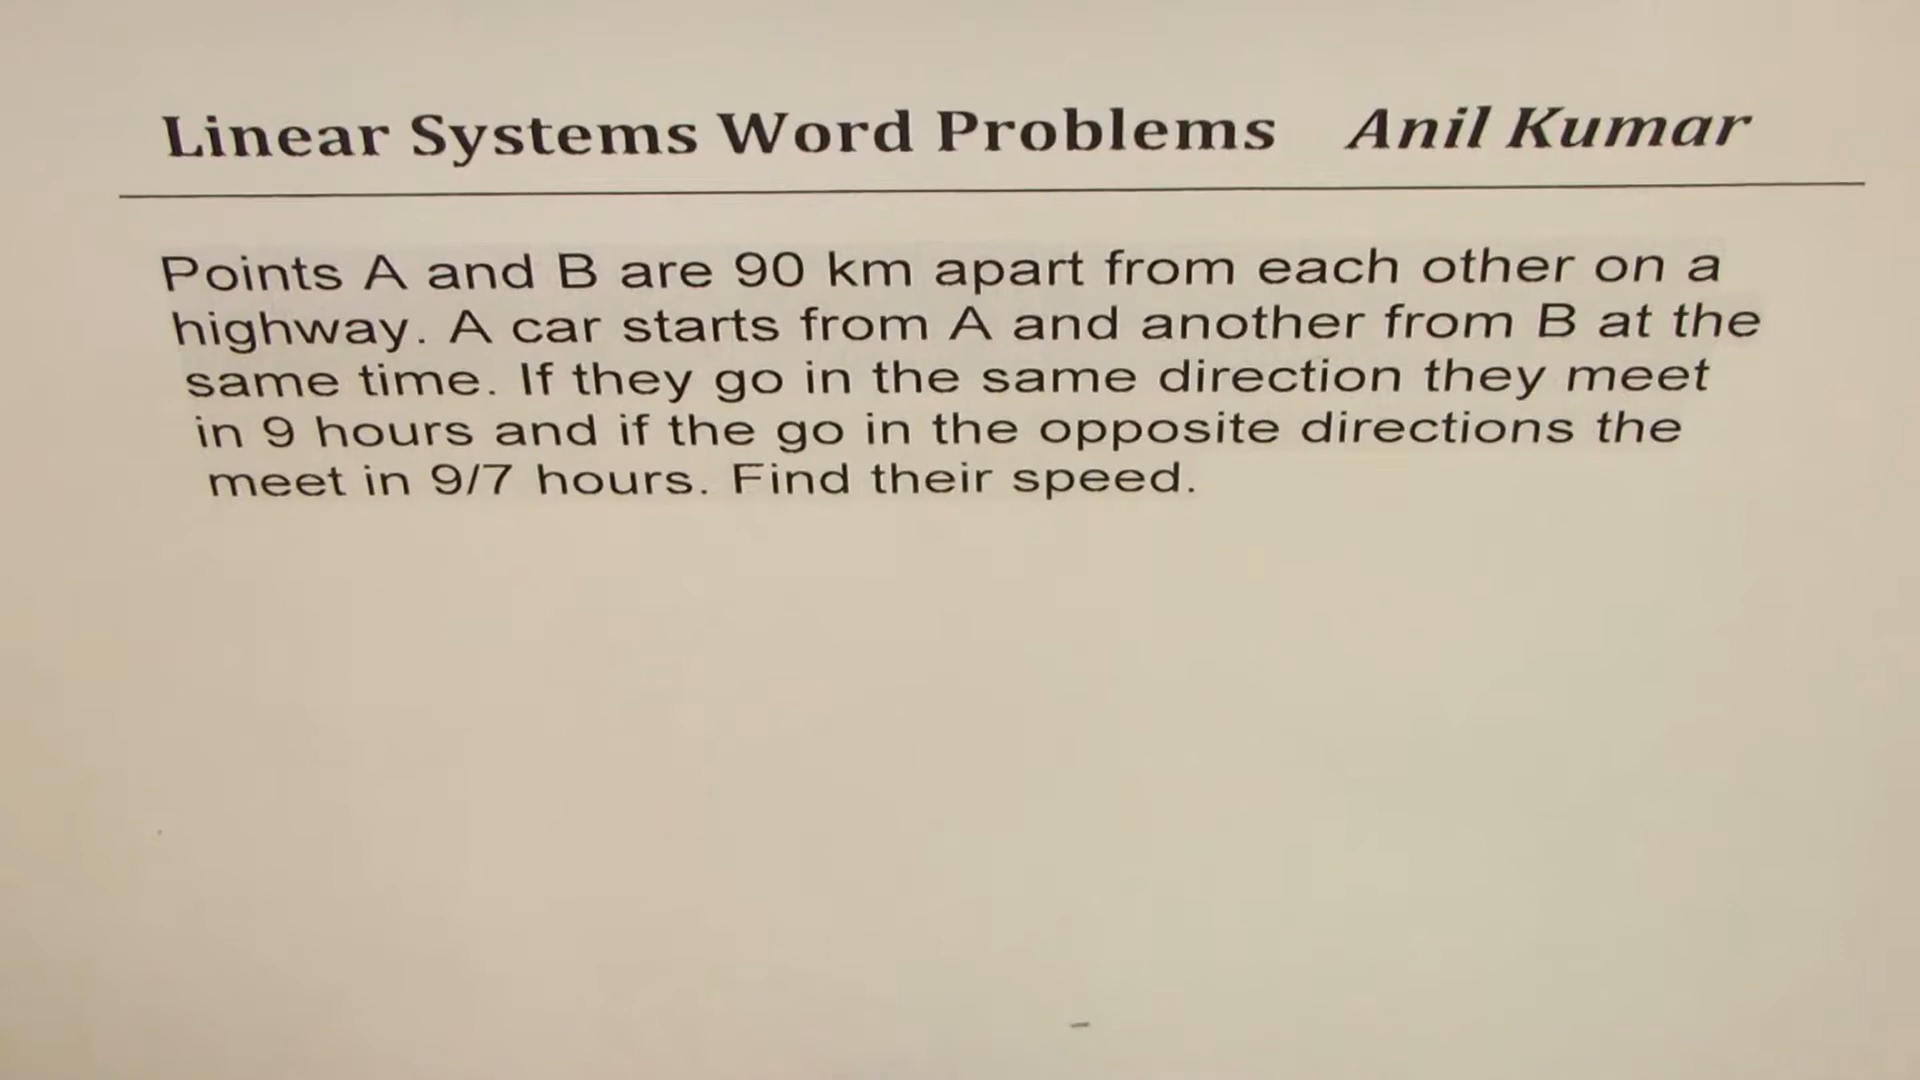 Linear Systems Word Problems Anil Kumar
Points A and B are 90 km apart from each other on a
highway. A car starts from A and another from B at the
same time. If they go in the same direction they meet
in 9 hours and if the go in the opposite directions the
meet in 9/7 hours. Find their speed.